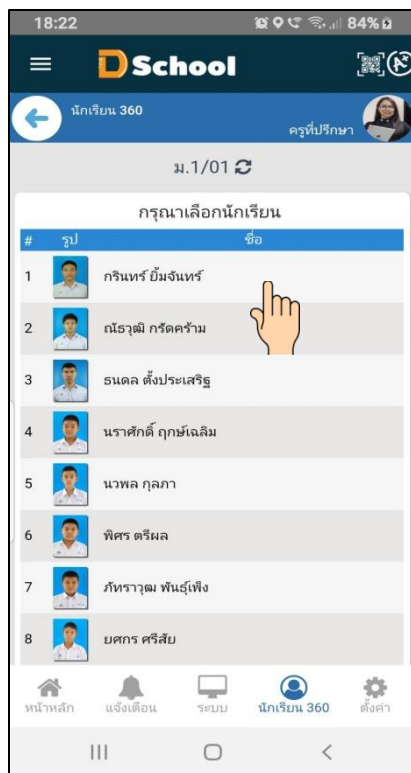 18:22 84%
DSchool
นักเรียน 360
ครูที่ปรึกษา
ม.1/01
กรุณาเลือกนักเรียน
# รูป ชื่อ
1 กรินทร์ ยิ้มจันทร์
2 ณัธวุฒิ กรัดคร้าม
3 ธนดล ตั้งประเสริฐ
4 นราศักดิ์ ฤกษ์เฉลิม
5 นวพล กุลภา
6 พิศร ตรีผล
7 ภัทราวุฒ พันธุ์เพ็ง
8 ยศกร ศรีสัย
หน้าหลัก แจ้งเตือน ระบบ นักเรียน 360 ตั้งค่า